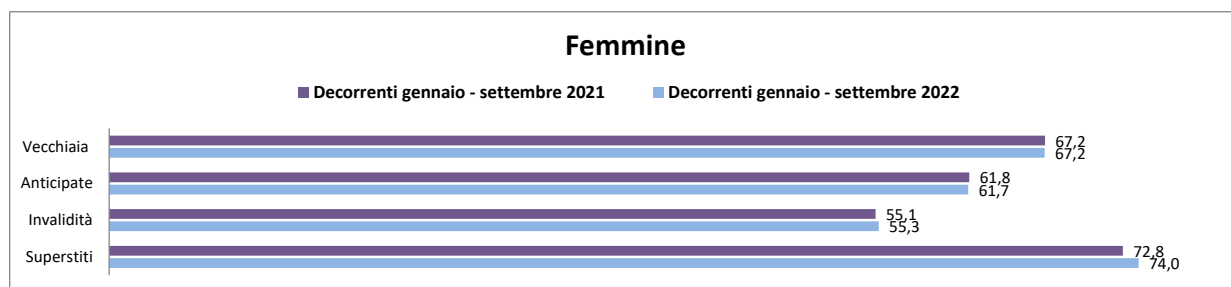 Femmine
Decorrenti gennaio - settembre 2021 Decorrenti gennaio - settembre 2022
Vecchiaia 67,2
67,2
Anticipate 61,8
61,7
Invalidità 55,1
55,3
Superstiti 72,8
74,0